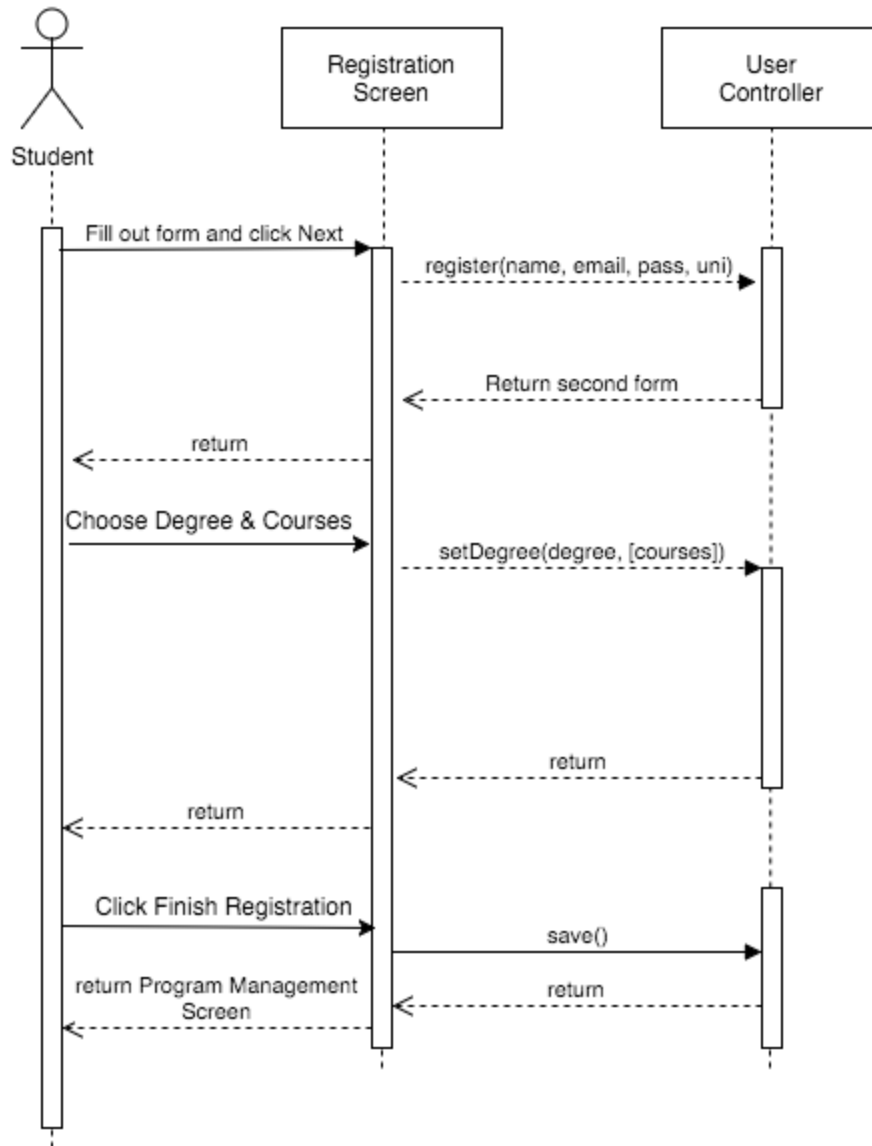 Registration
Screen
User
Controller
Student
Fill out form and click Next
register(name, email, pass, uni)
Return second form
return
Choose Degree & Courses
setDegree(degree, [courses])
return
return
Click Finish Registration
save()
return Program Management
Screen
return